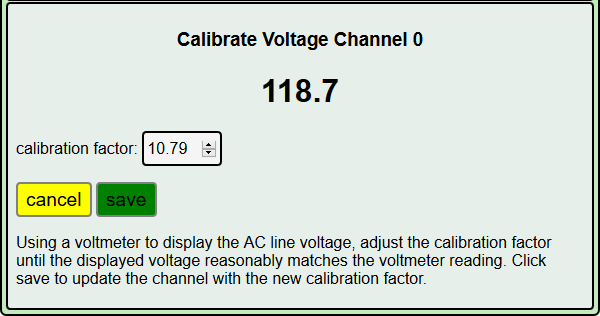 Calibrate Voltage Channel 0
118.7
calibration factor: 10.79
cancel save
Using a voltmeter to display the AC line voltage, adjust the calibration factor
until the displayed voltage reasonably matches the voltmeter reading. Click
save to update the channel with the new calibration factor.